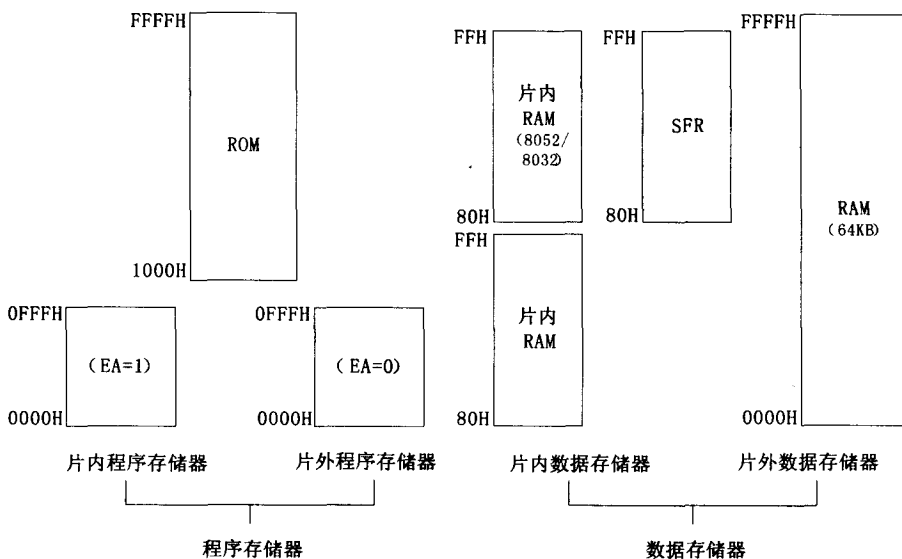 FFFFH
ROM
1000H
0FFFH
(EA=1)
0000H
片内程序存储器
0FFFH
(EA=0)
0000H
片外程序存储器
程序存储器
FFH
片内
RAM
(8052/
8032)
80H
FFH
片内
RAM
80H
FFH
SFR
80H
片内数据存储器
FFFFH
RAM
(64KB)
0000H
片外数据存储器
数据存储器